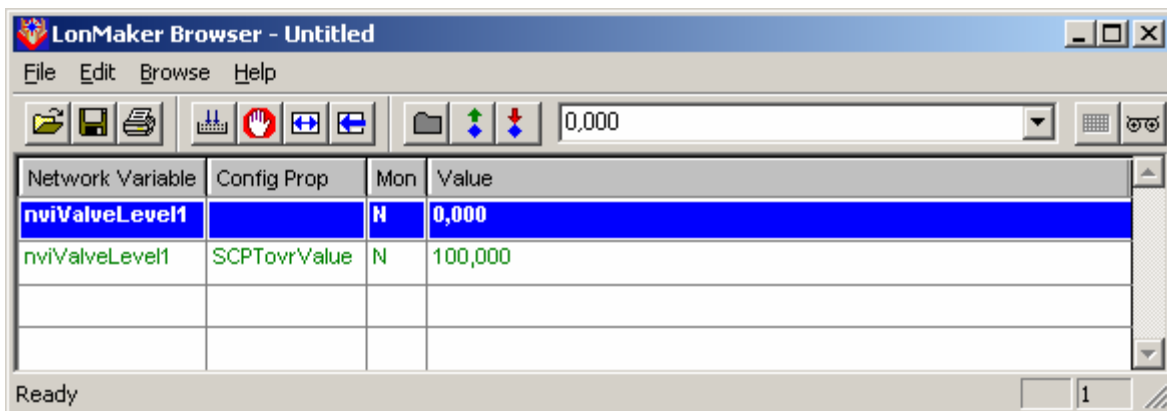 LonMaker Browser - Untitled
File Edit Browse Help
0,000
Network Variable Config Prop Mon Value
nviValveLevel1 N 0,000
nviValveLevel1 SCPTovrValue N 100,000
Ready 1